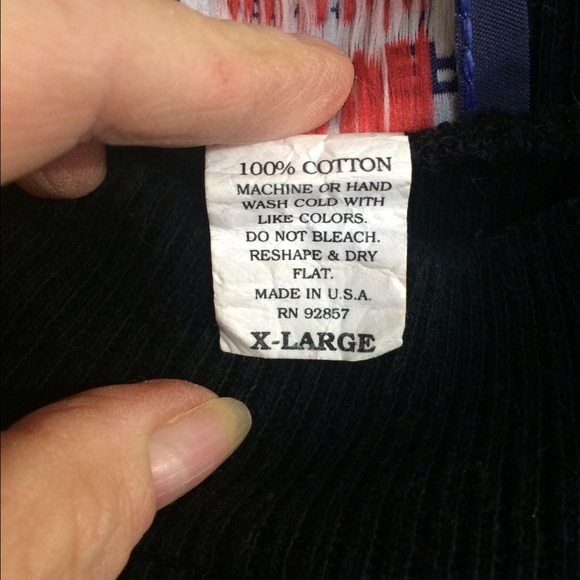 100% COTTON
MACHINE OR HAND
WASH COLD WITH
LIKE COLORS.
DO NOT BLEACH.
RESHAPE & DRY
FLAT.
MADE IN U.S.A.
RN 92857
X-LARGE